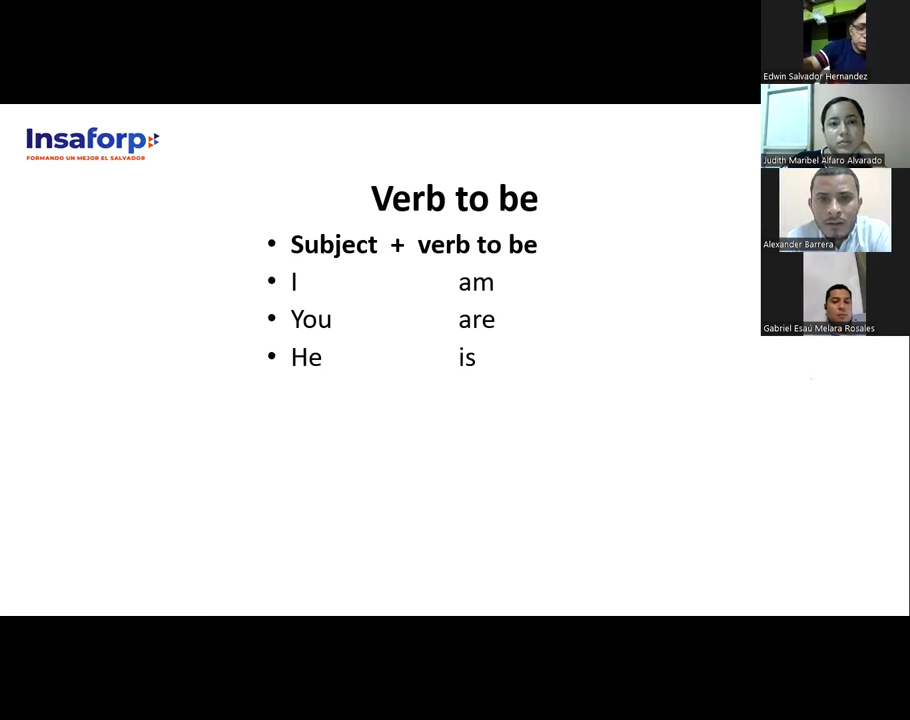 Insaforp
FORMANDO UN MEJOR EL SALVADOR
Verb to be
• Subject + verb to be
• I am
• You are
• He is
Edwin Salvador Hernandez
Judith Maribel Alfaro Alvarado
Alexander Barrera
Gabriel Esaú Melara Rosales